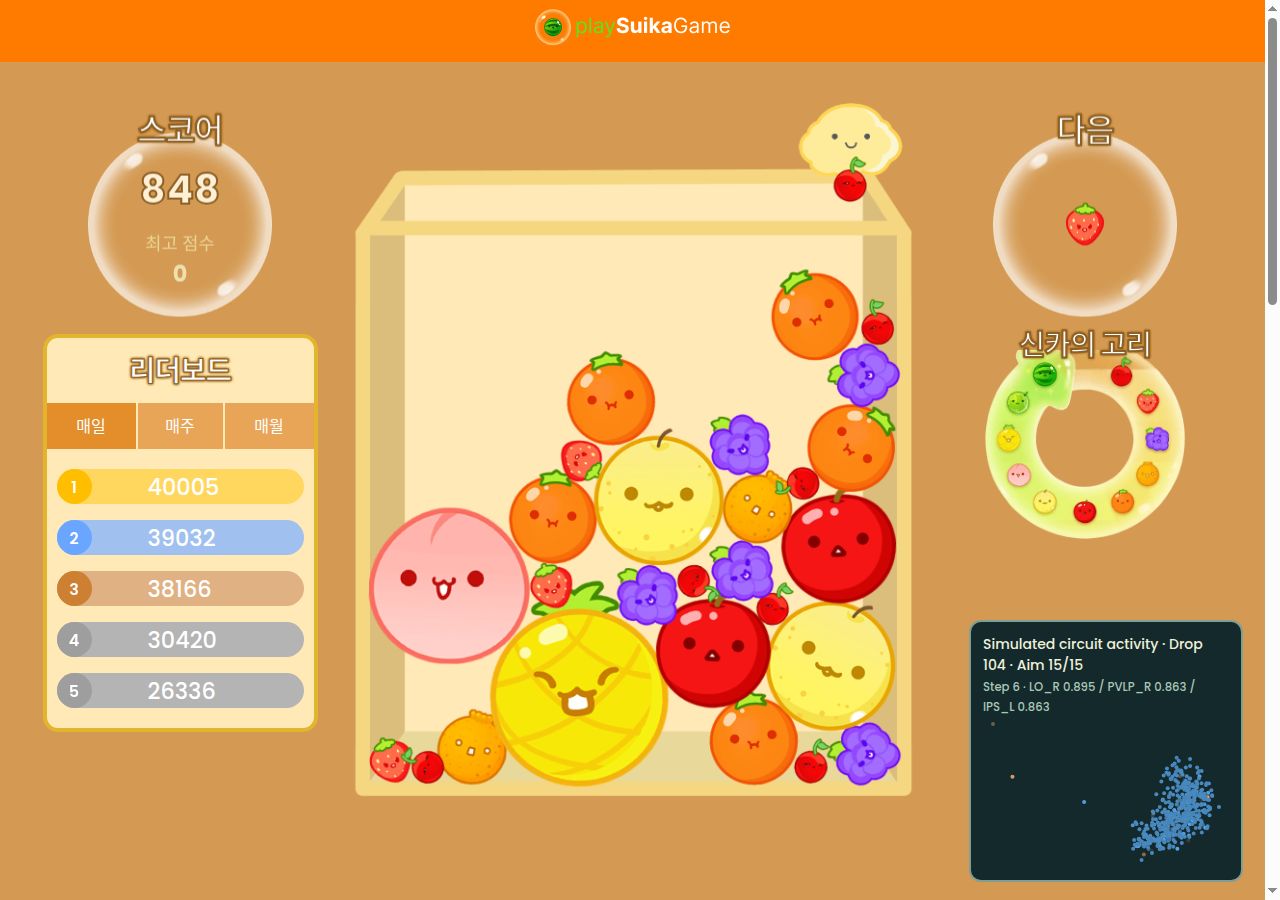 playSuikaGame
스코어
848
최고 점수
0
다음
신카의 고리
리더보드
매일 매주 매월
1 40005
2 39032
3 38166
4 30420
5 26336
Simulated circuit activity · Drop
104 · Aim 15/15
Step 6 · LO_R 0.895 / PVLP_R 0.863 /
IPS_L 0.863